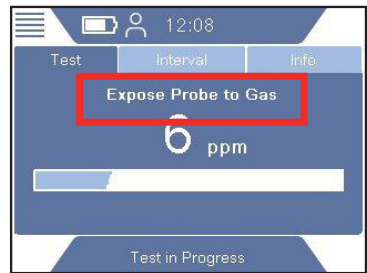 12:08
Test Interval Info
Expose Probe to Gas
6 ppm
Test in Progress